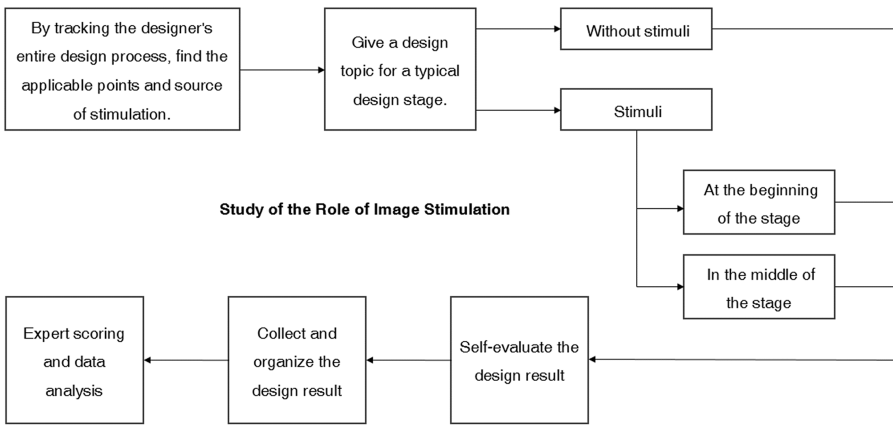 By tracking the designer's
entire design process, find the
applicable points and source
of stimulation.
Give a design
topic for a typical
design stage.
Without stimuli
Stimuli
At the beginning
of the stage
Study of the Role of Image Stimulation
In the middle of
the stage
Self-evaluate the
design result
Collect and
organize the
design result
Expert scoring
and data
analysis